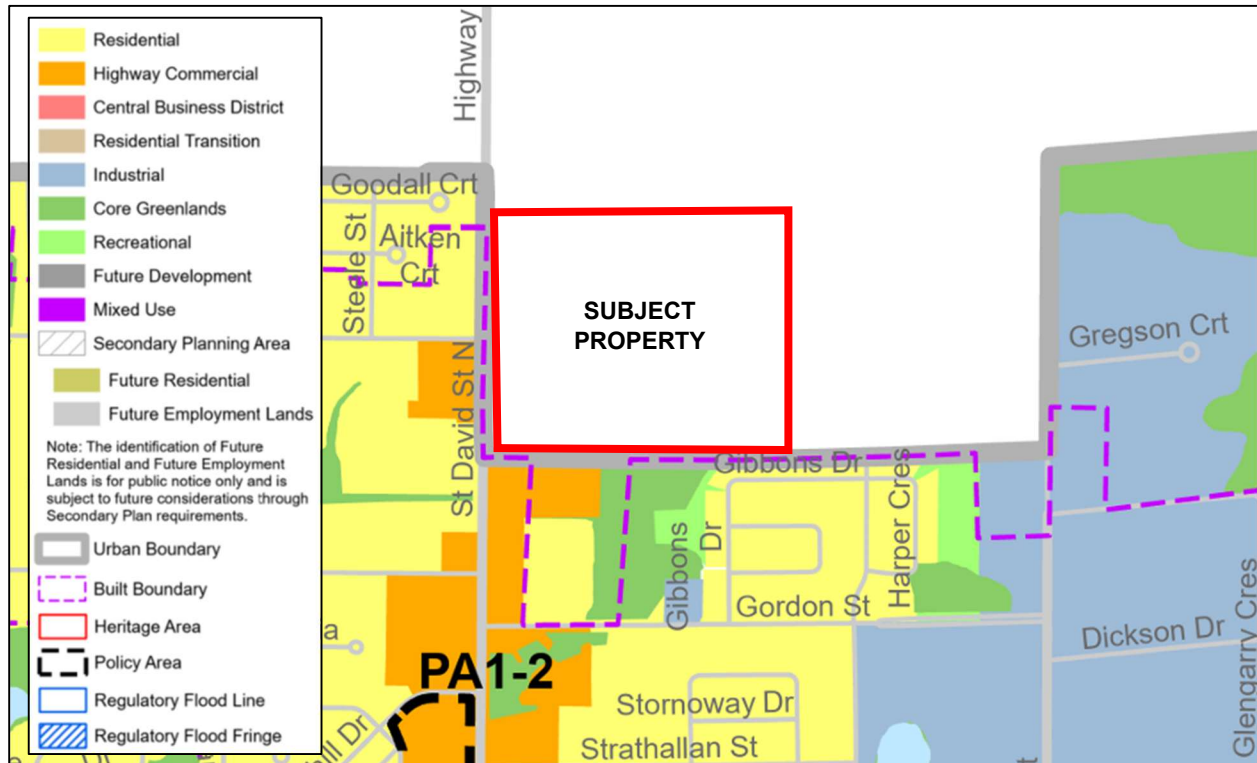 Residential
Highway Commercial
Central Business District
Residential Transition
Industrial
Core Greenlands
Recreational
Future Development
Mixed Use
Secondary Planning Area
Future Residential
Future Employment Lands
Note: The identification of Future
Residential and Future Employment
Lands is for public notice only and is
subject to future considerations through
Secondary Plan requirements.
Urban Boundary
Built Boundary
Heritage Area
Policy Area
Regulatory Flood Line
Regulatory Flood Fringe
Highway
Goodall Crt
Steele St
Aitken
Crt
St David St N
SUBJECT
PROPERTY
Gregson Crt
Gibbons Dr
Gibbons
Dr
Harper Cres
Gordon St
Dickson Dr
Glengarry Cres
PA1-2
Stornoway Dr
Strathallan St